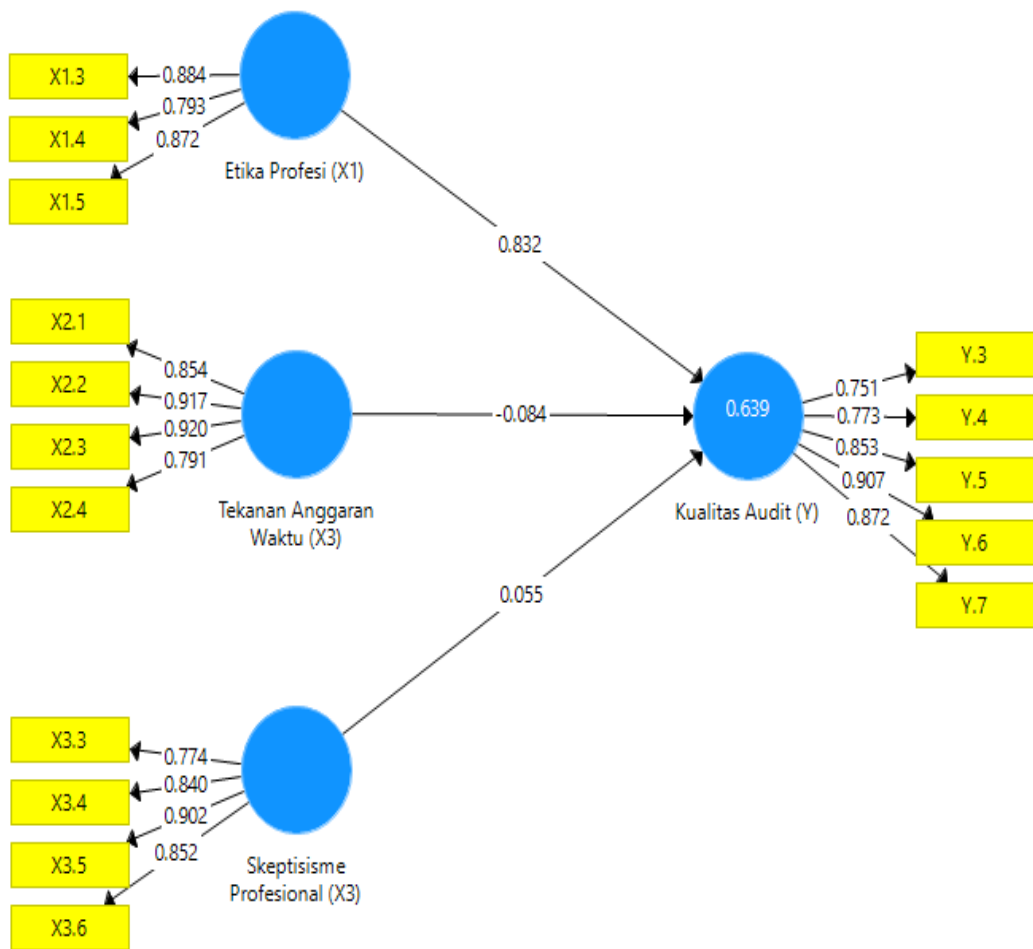 X1.3
X1.4
X1.5
0.884
0.793
0.872
Etika Profesi (X1)
0.832
X2.1
X2.2
X2.3
X2.4
0.854
0.917
0.920
0.791
Tekanan Anggaran
Waktu (X3)
-0.084
0.639
Kualitas Audit (Y)
0.751
0.773
0.853
0.907
0.872
Y.3
Y.4
Y.5
Y.6
Y.7
0.055
X3.3
X3.4
X3.5
X3.6
0.774
0.840
0.902
0.852
Skeptisisme
Profesional (X3)